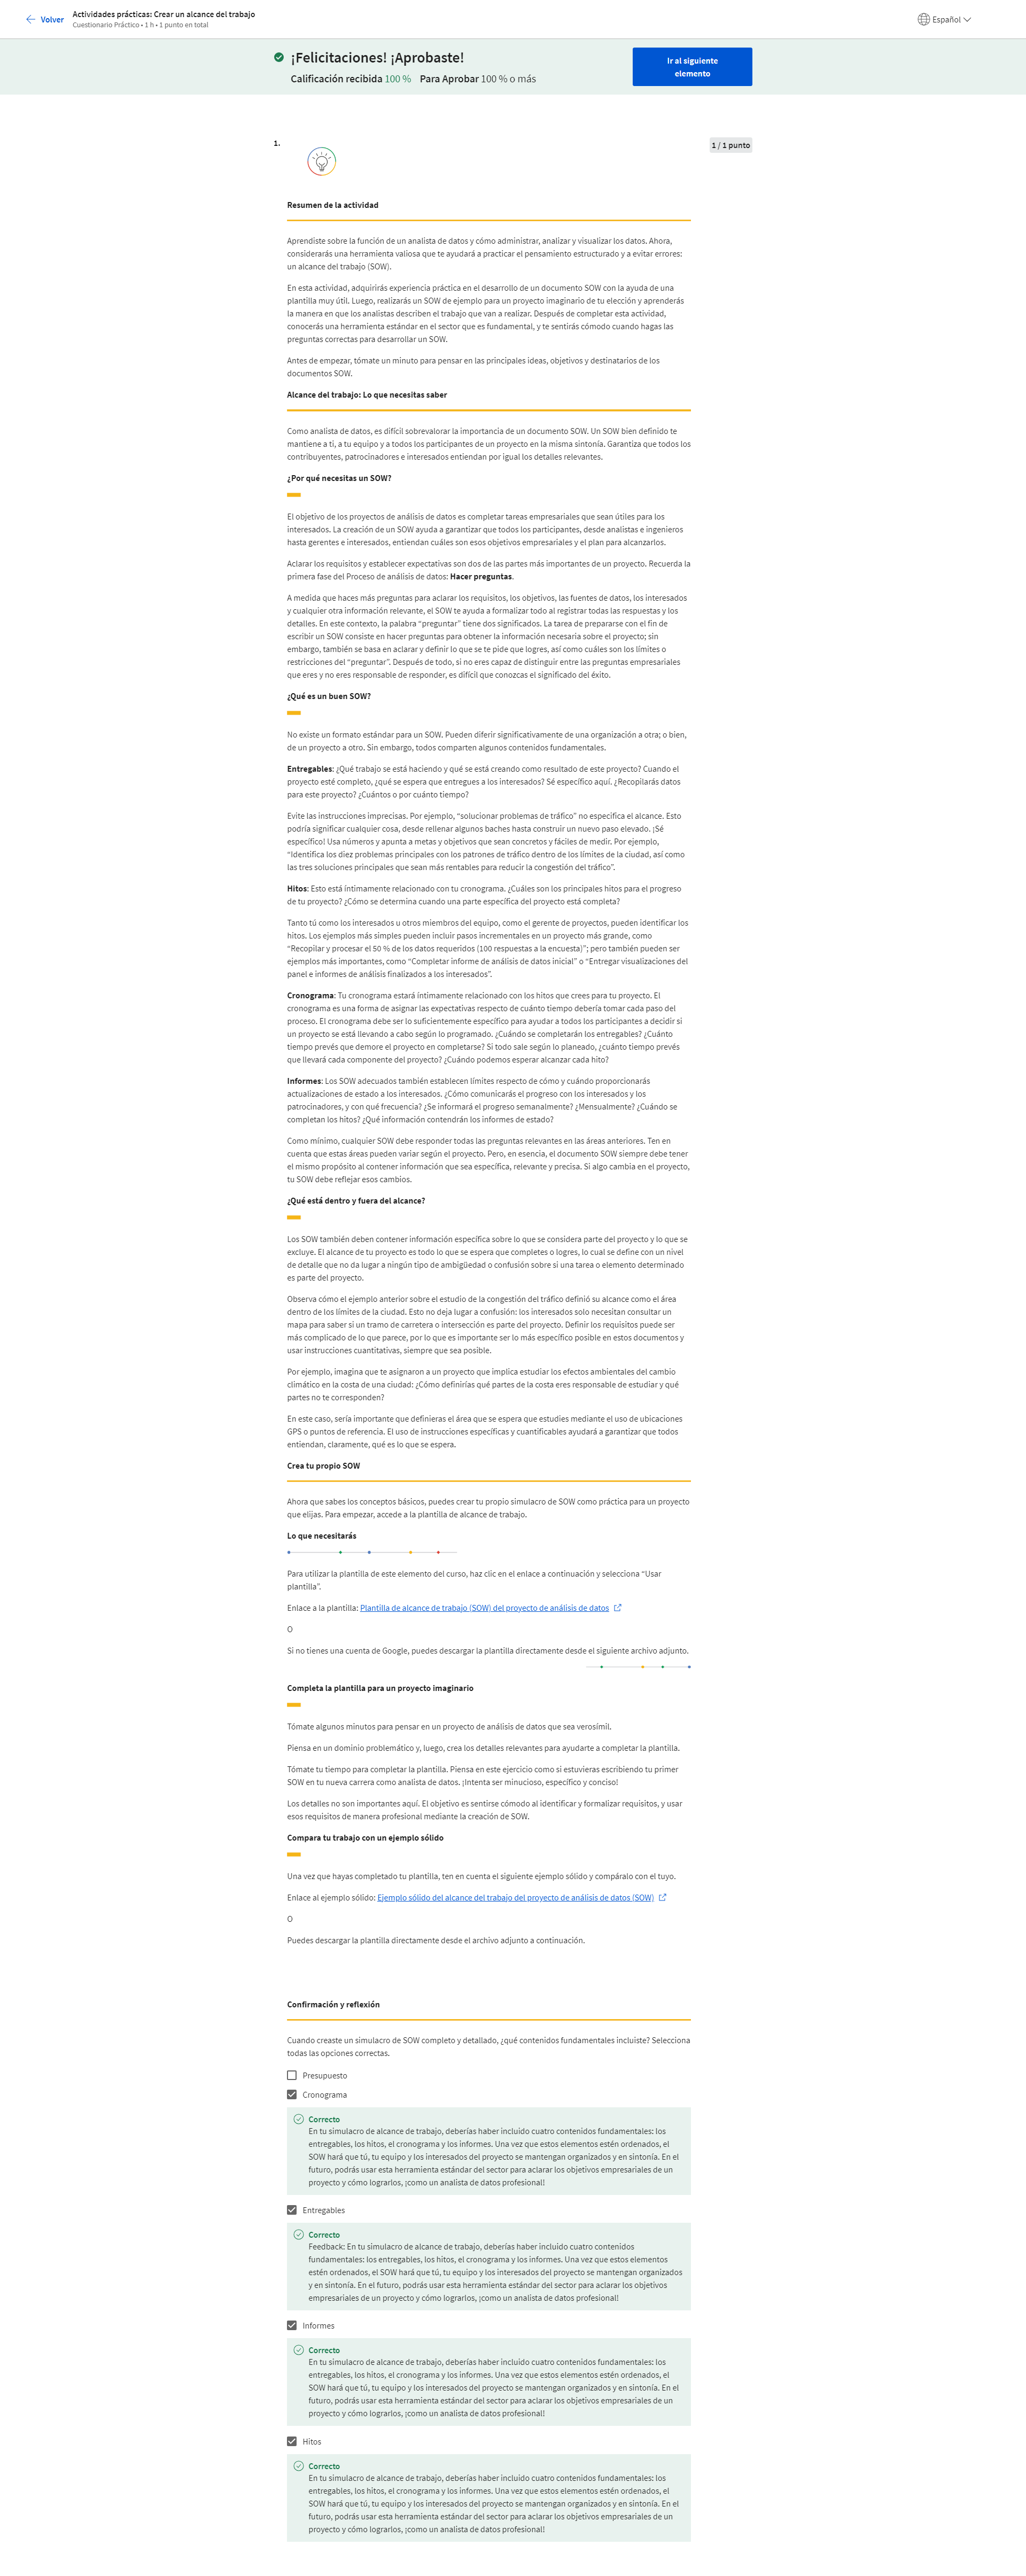 Volver
Actividades prácticas: Crear un alcance del trabajo
Cuestionario Práctico • 1 h • 1 punto en total
Español
¡Felicitaciones! ¡Aprobaste!
Calificación recibida 100 % Para Aprobar 100 % o más
Ir al siguiente
elemento
1.
1 / 1 punto
Resumen de la actividad
Aprendiste sobre la función de un analista de datos y cómo administrar, analizar y visualizar los datos. Ahora,
considerarás una herramienta valiosa que te ayudará a practicar el pensamiento estructurado y a evitar errores:
un alcance del trabajo (SOW).
En esta actividad, adquirirás experiencia práctica en el desarrollo de un documento SOW con la ayuda de una
plantilla muy útil. Luego, realizarás un SOW de ejemplo para un proyecto imaginario de tu elección y aprenderás
la manera en que los analistas describen el trabajo que van a realizar. Después de completar esta actividad,
conocerás una herramienta estándar en el sector que es fundamental, y te sentirás cómodo cuando hagas las
preguntas correctas para desarrollar un SOW.
Antes de empezar, tómate un minuto para pensar en las principales ideas, objetivos y destinatarios de los
documentos SOW.
Alcance del trabajo: Lo que necesitas saber
Como analista de datos, es difícil sobrevalorar la importancia de un documento SOW. Un SOW bien definido te
mantiene a ti, a tu equipo y a todos los participantes de un proyecto en la misma sintonía. Garantiza que todos los
contribuyentes, patrocinadores e interesados entiendan por igual los detalles relevantes.
¿Por qué necesitas un SOW?
El objetivo de los proyectos de análisis de datos es completar tareas empresariales que sean útiles para los
interesados. La creación de un SOW ayuda a garantizar que todos los participantes, desde analistas e ingenieros
hasta gerentes e interesados, entiendan cuáles son esos objetivos empresariales y el plan para alcanzarlos.
Aclarar los requisitos y establecer expectativas son dos de las partes más importantes de un proyecto. Recuerda la
primera fase del Proceso de análisis de datos: Hacer preguntas.
A medida que haces más preguntas para aclarar los requisitos, los objetivos, las fuentes de datos, los interesados
y cualquier otra información relevante, el SOW te ayuda a formalizar todo al registrar todas las respuestas y los
detalles. En este contexto, la palabra “preguntar” tiene dos significados. La tarea de prepararse con el fin de
escribir un SOW consiste en hacer preguntas para obtener la información necesaria sobre el proyecto; sin
embargo, también se basa en aclarar y definir lo que se te pide que logres, así como cuáles son los límites o
restricciones del “preguntar”. Después de todo, si no eres capaz de distinguir entre las preguntas empresariales
que eres y no eres responsable de responder, es difícil que conozcas el significado del éxito.
¿Qué es un buen SOW?
No existe un formato estándar para un SOW. Pueden diferir significativamente de una organización a otra; o bien,
de un proyecto a otro. Sin embargo, todos comparten algunos contenidos fundamentales.
Entregables: ¿Qué trabajo se está haciendo y qué se está creando como resultado de este proyecto? Cuando el
proyecto esté completo, ¿qué se espera que entregues a los interesados? Sé específico aquí. ¿Recopilarás datos
para este proyecto? ¿Cuántos o por cuánto tiempo?
Evite las instrucciones imprecisas. Por ejemplo, “solucionar problemas de tráfico” no especifica el alcance. Esto
podría significar cualquier cosa, desde rellenar algunos baches hasta construir un nuevo paso elevado. ¡Sé
específico! Usa números y apunta a metas y objetivos que sean concretos y fáciles de medir. Por ejemplo,
“Identifica los diez problemas principales con los patrones de tráfico dentro de los límites de la ciudad, así como
las tres soluciones principales que sean más rentables para reducir la congestión del tráfico”.
Hitos: Esto está íntimamente relacionado con tu cronograma. ¿Cuáles son los principales hitos para el progreso
de tu proyecto? ¿Cómo se determina cuando una parte específica del proyecto está completa?
Tanto tú como los interesados u otros miembros del equipo, como el gerente de proyectos, pueden identificar los
hitos. Los ejemplos más simples pueden incluir pasos incrementales en un proyecto más grande, como
“Recopilar y procesar el 50 % de los datos requeridos (100 respuestas a la encuesta)”; pero también pueden ser
ejemplos más importantes, como “Completar informe de análisis de datos inicial” o “Entregar visualizaciones del
panel e informes de análisis finalizados a los interesados”.
Cronograma: Tu cronograma estará íntimamente relacionado con los hitos que crees para tu proyecto. El
cronograma es una forma de asignar las expectativas respecto de cuánto tiempo debería tomar cada paso del
proceso. El cronograma debe ser lo suficientemente específico para ayudar a todos los participantes a decidir si
un proyecto se está llevando a cabo según lo programado. ¿Cuándo se completarán los entregables? ¿Cuánto
tiempo prevés que demore el proyecto en completarse? Si todo sale según lo planeado, ¿cuánto tiempo prevés
que llevará cada componente del proyecto? ¿Cuándo podemos esperar alcanzar cada hito?
Informes: Los SOW adecuados también establecen límites respecto de cómo y cuándo proporcionarás
actualizaciones de estado a los interesados. ¿Cómo comunicarás el progreso con los interesados y los
patrocinadores, y con qué frecuencia? ¿Se informará el progreso semanalmente? ¿Mensualmente? ¿Cuándo se
completan los hitos? ¿Qué información contendrán los informes de estado?
Como mínimo, cualquier SOW debe responder todas las preguntas relevantes en las áreas anteriores. Ten en
cuenta que estas áreas pueden variar según el proyecto. Pero, en esencia, el documento SOW siempre debe tener
el mismo propósito al contener información que sea específica, relevante y precisa. Si algo cambia en el proyecto,
tu SOW debe reflejar esos cambios.
¿Qué está dentro y fuera del alcance?
Los SOW también deben contener información específica sobre lo que se considera parte del proyecto y lo que se
excluye. El alcance de tu proyecto es todo lo que se espera que completes o logres, lo cual se define con un nivel
de detalle que no da lugar a ningún tipo de ambigüedad o confusión sobre si una tarea o elemento determinado
es parte del proyecto.
Observa cómo el ejemplo anterior sobre el estudio de la congestión del tráfico definió su alcance como el área
dentro de los límites de la ciudad. Esto no deja lugar a confusión: los interesados solo necesitan consultar un
mapa para saber si un tramo de carretera o intersección es parte del proyecto. Definir los requisitos puede ser
más complicado de lo que parece, por lo que es importante ser lo más específico posible en estos documentos y
usar instrucciones cuantitativas, siempre que sea posible.
Por ejemplo, imagina que te asignaron a un proyecto que implica estudiar los efectos ambientales del cambio
climático en la costa de una ciudad: ¿Cómo definirías qué partes de la costa eres responsable de estudiar y qué
partes no te corresponden?
En este caso, sería importante que definieras el área que se espera que estudies mediante el uso de ubicaciones
GPS o puntos de referencia. El uso de instrucciones específicas y cuantificables ayudará a garantizar que todos
entiendan, claramente, qué es lo que se espera.
Crea tu propio SOW
Ahora que sabes los conceptos básicos, puedes crear tu propio simulacro de SOW como práctica para un proyecto
que elijas. Para empezar, accede a la plantilla de alcance de trabajo.
Lo que necesitarás
Para utilizar la plantilla de este elemento del curso, haz clic en el enlace a continuación y selecciona “Usar
plantilla”.
Enlace a la plantilla: Plantilla de alcance de trabajo (SOW) del proyecto de análisis de datos
O
Si no tienes una cuenta de Google, puedes descargar la plantilla directamente desde el siguiente archivo adjunto.
Completa la plantilla para un proyecto imaginario
Tómate algunos minutos para pensar en un proyecto de análisis de datos que sea verosímil.
Piensa en un dominio problemático y, luego, crea los detalles relevantes para ayudarte a completar la plantilla.
Tómate tu tiempo para completar la plantilla. Piensa en este ejercicio como si estuvieras escribiendo tu primer
SOW en tu nueva carrera como analista de datos. ¡Intenta ser minucioso, específico y conciso!
Los detalles no son importantes aquí. El objetivo es sentirse cómodo al identificar y formalizar requisitos, y usar
esos requisitos de manera profesional mediante la creación de SOW.
Compara tu trabajo con un ejemplo sólido
Una vez que hayas completado tu plantilla, ten en cuenta el siguiente ejemplo sólido y compáralo con el tuyo.
Enlace al ejemplo sólido: Ejemplo sólido del alcance del trabajo del proyecto de análisis de datos (SOW)
O
Puedes descargar la plantilla directamente desde el archivo adjunto a continuación.
Confirmación y reflexión
Cuando creaste un simulacro de SOW completo y detallado, ¿qué contenidos fundamentales incluiste? Selecciona
todas las opciones correctas.
Presupuesto
Cronograma
Correcto
En tu simulacro de alcance de trabajo, deberías haber incluido cuatro contenidos fundamentales: los
entregables, los hitos, el cronograma y los informes. Una vez que estos elementos estén ordenados, el
SOW hará que tú, tu equipo y los interesados del proyecto se mantengan organizados y en sintonía. En el
futuro, podrás usar esta herramienta estándar del sector para aclarar los objetivos empresariales de un
proyecto y cómo lograrlos, ¡como un analista de datos profesional!
Entregables
Correcto
Feedback: En tu simulacro de alcance de trabajo, deberías haber incluido cuatro contenidos
fundamentales: los entregables, los hitos, el cronograma y los informes. Una vez que estos elementos
estén ordenados, el SOW hará que tú, tu equipo y los interesados del proyecto se mantengan organizados
y en sintonía. En el futuro, podrás usar esta herramienta estándar del sector para aclarar los objetivos
empresariales de un proyecto y cómo lograrlos, ¡como un analista de datos profesional!
Informes
Correcto
En tu simulacro de alcance de trabajo, deberías haber incluido cuatro contenidos fundamentales: los
entregables, los hitos, el cronograma y los informes. Una vez que estos elementos estén ordenados, el
SOW hará que tú, tu equipo y los interesados del proyecto se mantengan organizados y en sintonía. En el
futuro, podrás usar esta herramienta estándar del sector para aclarar los objetivos empresariales de un
proyecto y cómo lograrlos, ¡como un analista de datos profesional!
Hitos
Correcto
En tu simulacro de alcance de trabajo, deberías haber incluido cuatro contenidos fundamentales: los
entregables, los hitos, el cronograma y los informes. Una vez que estos elementos estén ordenados, el
SOW hará que tú, tu equipo y los interesados del proyecto se mantengan organizados y en sintonía. En el
futuro, podrás usar esta herramienta estándar del sector para aclarar los objetivos empresariales de un
proyecto y cómo lograrlos, ¡como un analista de datos profesional!